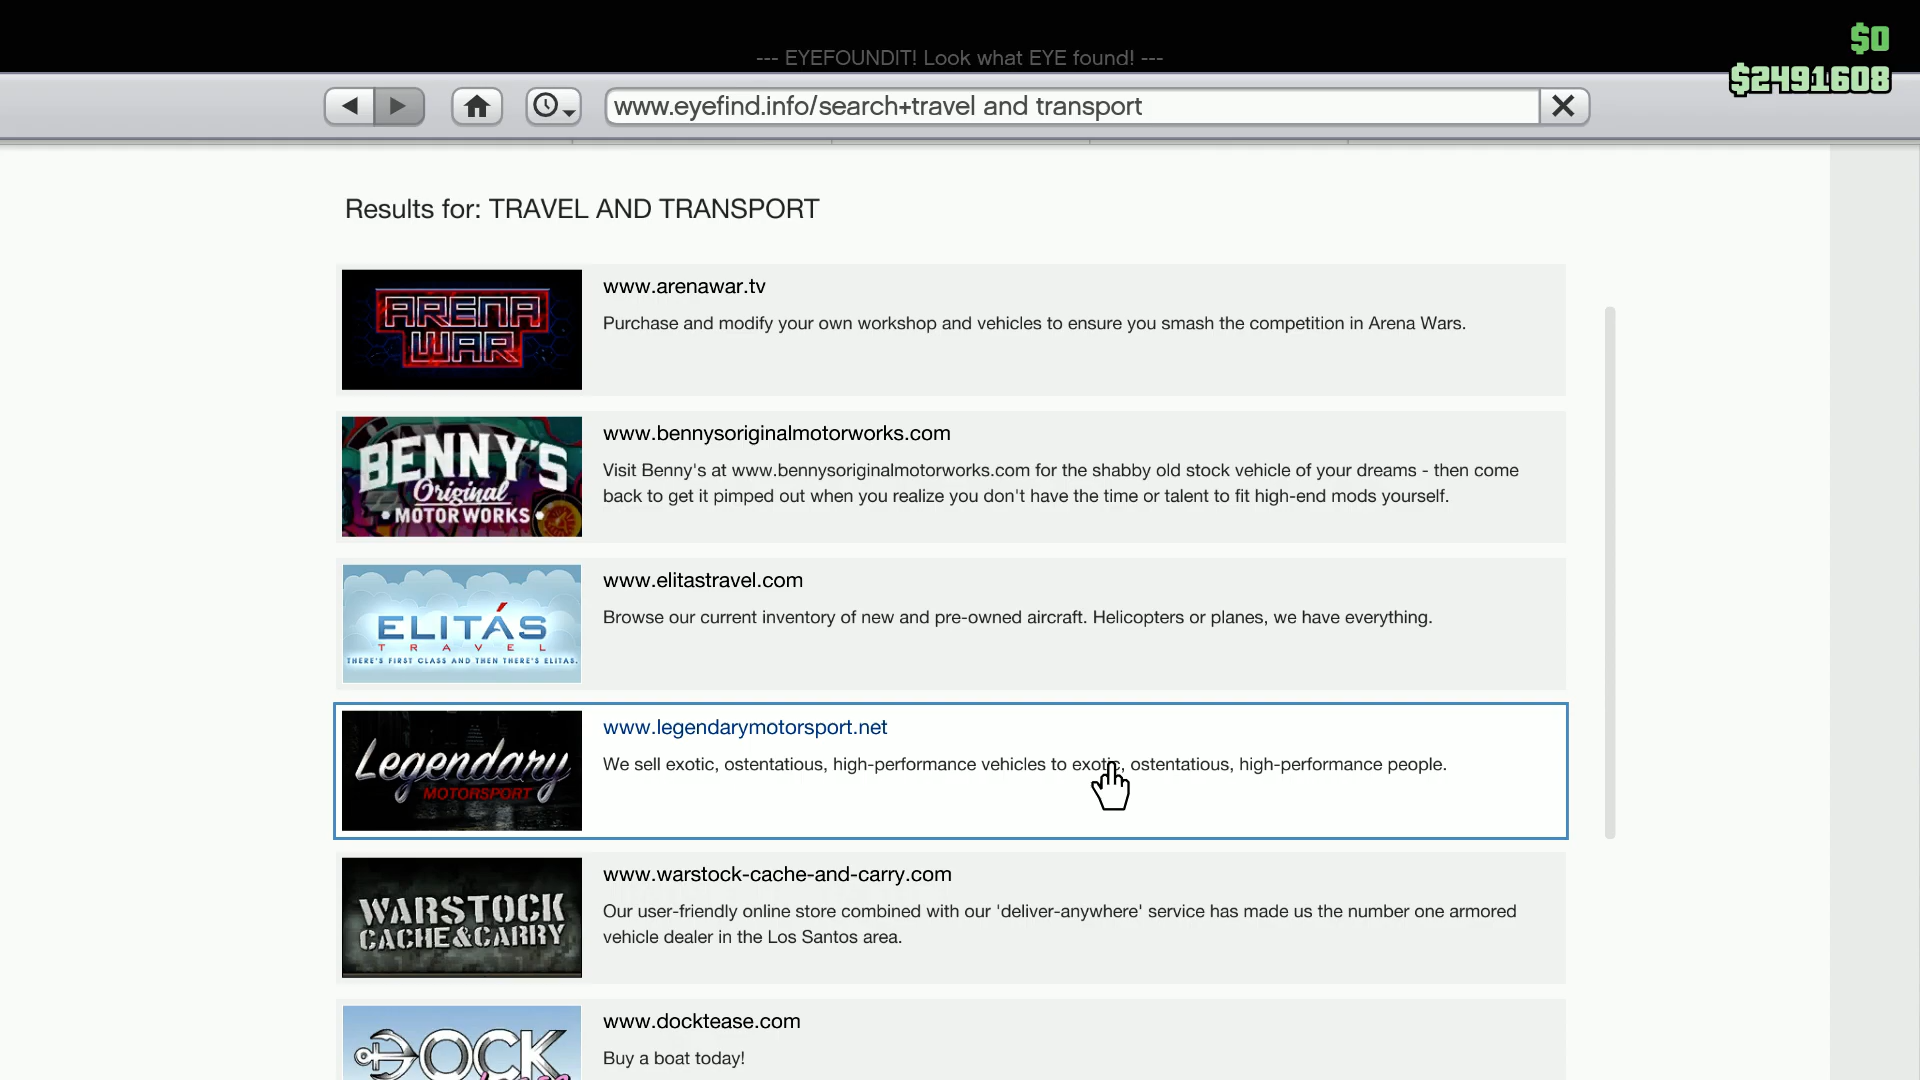 $0
--- EYEFOUNDIT! Look what EYE found! ---
$2491608
www.eyefind.info/search+travel and transport
Results for: TRAVEL AND TRANSPORT
ARENA
WAR
www.arenawar.tv
Purchase and modify your own workshop and vehicles to ensure you smash the competition in Arena Wars.
BENNY'S
Original
MOTORWORKS
www.bennysoriginalmotorworks.com
Visit Benny's at www.bennysoriginalmotorworks.com for the shabby old stock vehicle of your dreams - then come
back to get it pimped out when you realize you don't have the time or talent to fit high-end mods yourself.
ELITÁS
TRAVEL
THERE'S FIRST CLASS AND THEN THERE'S ELITAS.
www.elitastravel.com
Browse our current inventory of new and pre-owned aircraft. Helicopters or planes, we have everything.
Legendary
MOTORSPORT
www.legendarymotorsport.net
We sell exotic, ostentatious, high-performance vehicles to exotic, ostentatious, high-performance people.
WARSTOCK
CACHE&CARRY
www.warstock-cache-and-carry.com
Our user-friendly online store combined with our 'deliver-anywhere' service has made us the number one armored
vehicle dealer in the Los Santos area.
DOCK
www.docktease.com
Buy a boat today!